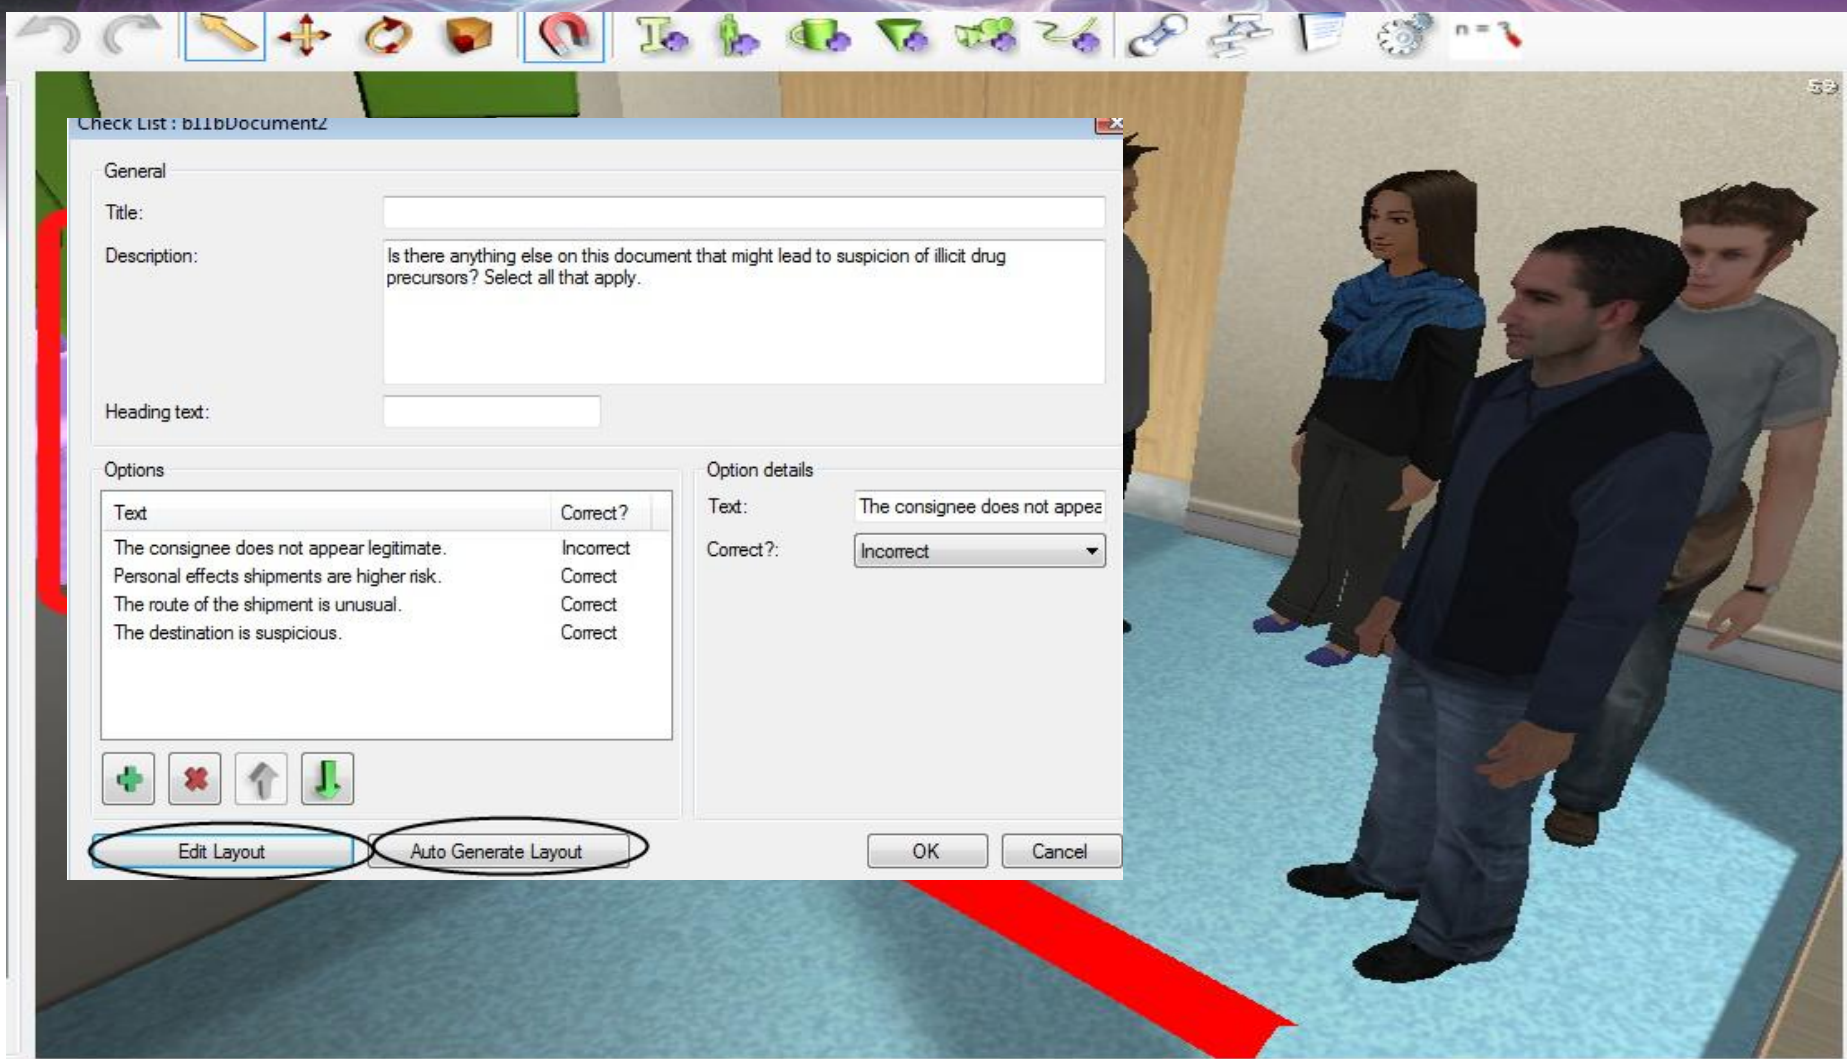 n = ?
59
Check List : b11bDocument2
General
Title:
Description:
Is there anything else on this document that might lead to suspicion of illicit drug
precursors? Select all that apply.
Heading text:
Options
Text Correct?
The consignee does not appear legitimate. Incorrect
Personal effects shipments are higher risk. Correct
The route of the shipment is unusual. Correct
The destination is suspicious. Correct
Option details
Text: The consignee does not appea
Correct?: Incorrect
Edit Layout Auto Generate Layout OK Cancel